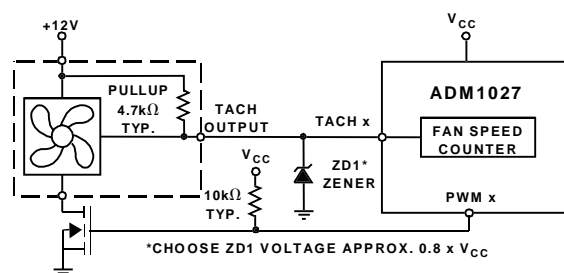 +12V
VCC
PULLUP
4.7kΩ
TYP.
TACH
OUTPUT
TACH x
ADM1027
FAN SPEED
COUNTER
VCC
10kΩ
TYP.
ZD1*
ZENER
PWM x
*CHOOSE ZD1 VOLTAGE APPROX. 0.8 x VCC